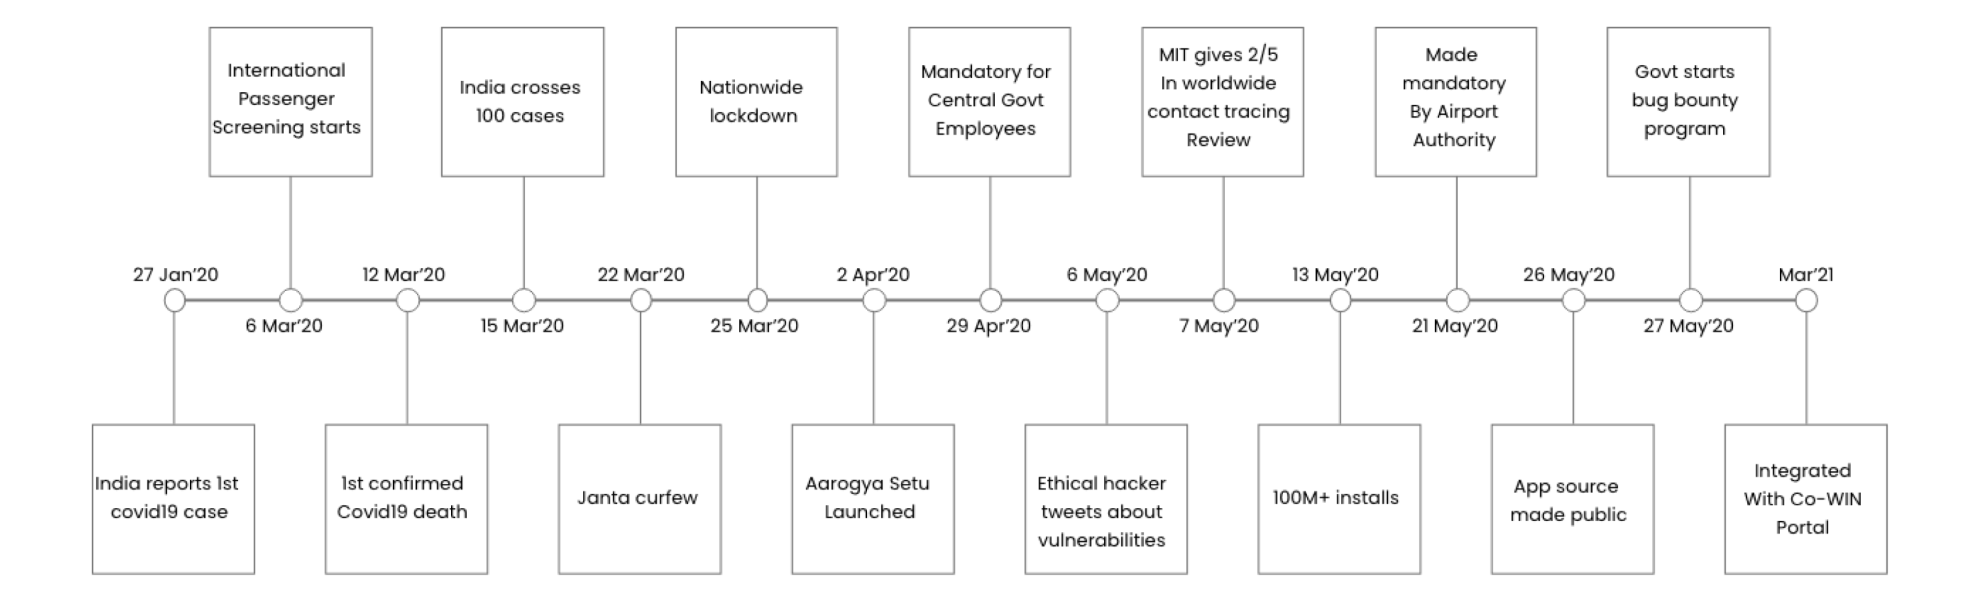 International
Passenger
Screening starts
India crosses
100 cases
Nationwide
lockdown
Mandatory for
Central Govt
Employees
MIT gives 2/5
In worldwide
contact tracing
Review
Made
mandatory
By Airport
Authority
Govt starts
bug bounty
program
27 Jan'20
12 Mar'20
22 Mar'20
2 Apr'20
6 May'20
13 May'20
26 May'20
Mar'21
6 Mar'20
15 Mar'20
25 Mar'20
29 Apr'20
7 May'20
21 May'20
27 May'20
India reports 1st
covid19 case
1st confirmed
Covid19 death
Janta curfew
Aarogya Setu
Launched
Ethical hacker
tweets about
vulnerabilities
100M+ installs
App source
made public
Integrated
With Co-WIN
Portal